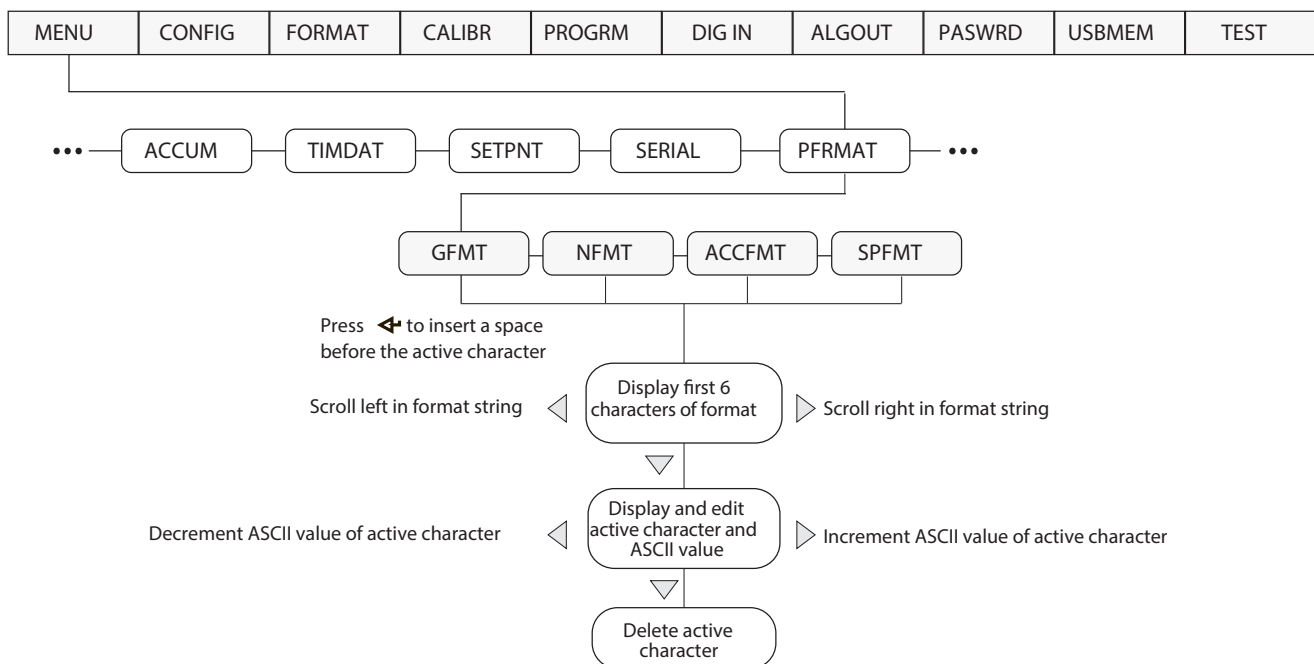 MENU CONFIG FORMAT CALIBR PROGRM DIG IN ALGOUT PASWRD USBMEM TEST
••• ACCUM TIMDAT SETPNT SERIAL PFRMAT •••
GFMT NFMT ACCFMT SPFMT
Press to insert a space
before the active character
Display first 6
characters of format
Scroll left in format string
Scroll right in format string
Display and edit
active character and
ASCII value
Decrement ASCII value of active character
Increment ASCII value of active character
Delete active
character